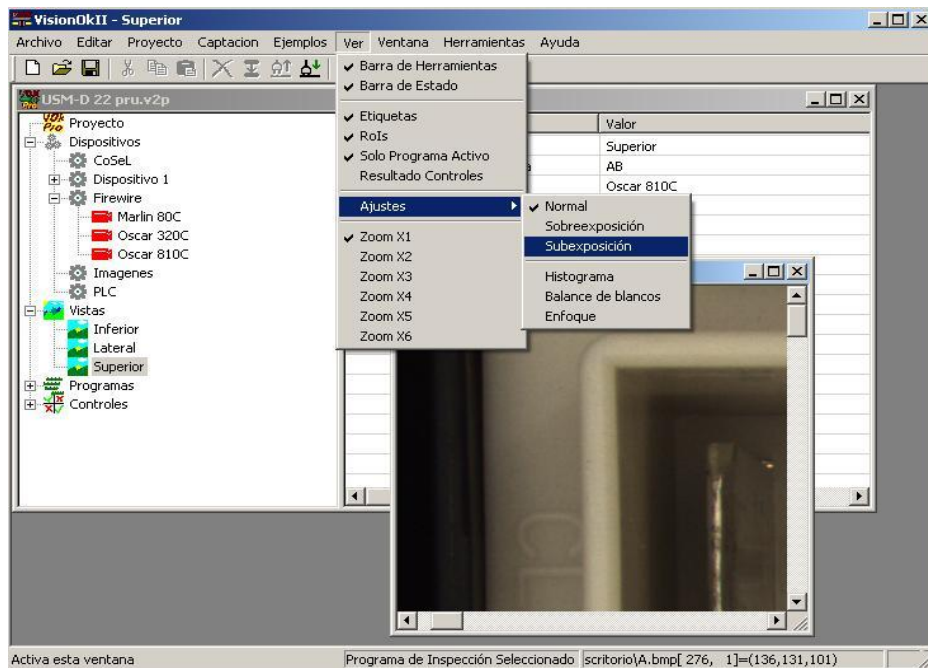 VisionOkII - Superior
Archivo Editar Proyecto Captacion Ejemplos Ver Ventana Herramientas Ayuda
USM-D 22 pru.v2p
Proyecto
Dispositivos
CoSeL
Dispositivo 1
Firewire
Marlin 80C
Oscar 320C
Oscar 810C
Imagenes
PLC
Vistas
Inferior
Lateral
Superior
Programas
Controles
Barra de Herramientas
Barra de Estado
Etiquetas
RoIs
Solo Programa Activo
Resultado Controles
Ajustes
Zoom X1
Zoom X2
Zoom X3
Zoom X4
Zoom X5
Zoom X6
Valor
Superior
AB
Oscar 810C
Normal
Sobreexposición
Subexposición
Histograma
Balance de blancos
Enfoque
Activa esta ventana
Programa de Inspección Seleccionado
scritorio\A.bmp[ 276, 1]=(136,131,101)